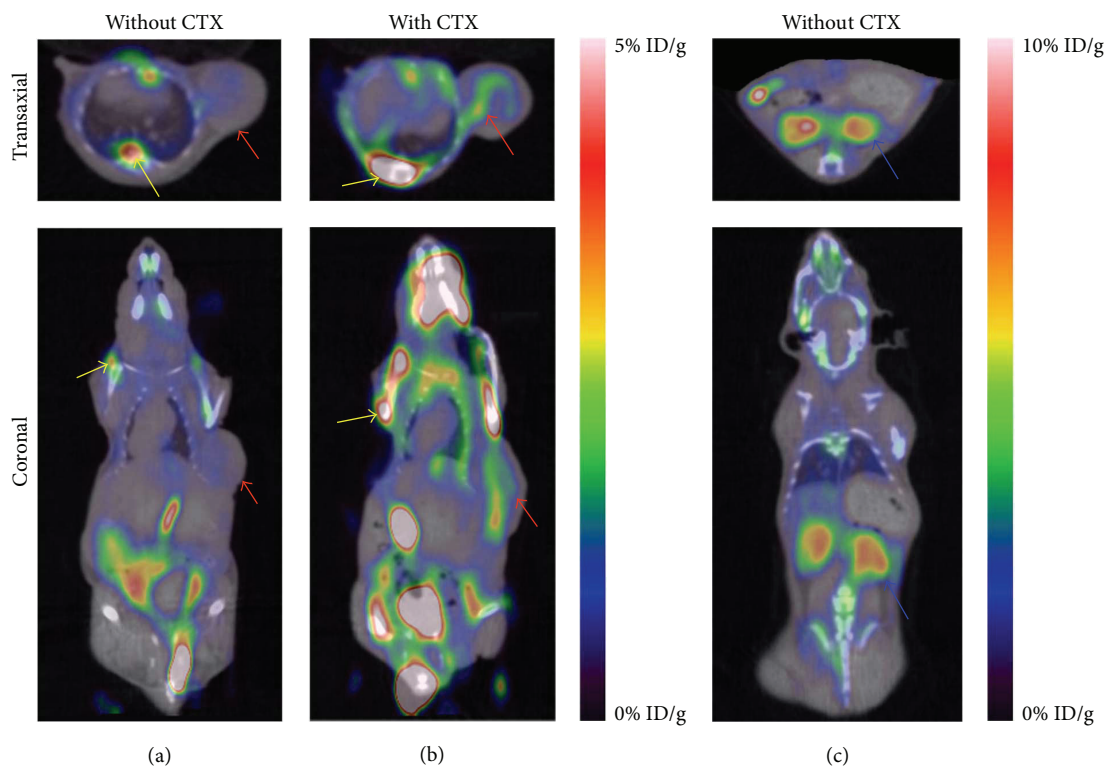 Without CTX
With CTX
Without CTX
Transaxial
5% ID/g
10% ID/g
Coronal
0% ID/g
0% ID/g
(a)
(b)
(c)